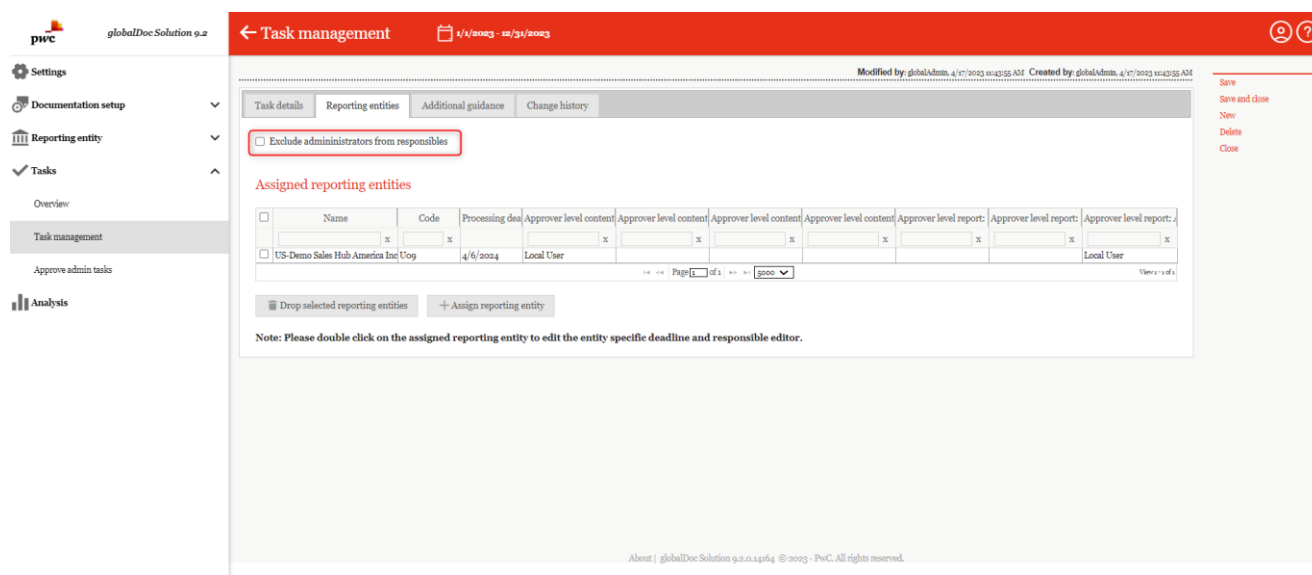 pwc
globalDoc Solution 9.2
Task management
1/1/2023 - 12/31/2023
?
Settings
Documentation setup
Reporting entity
Tasks
Overview
Task management
Approve admin tasks
Analysis
Modified by: globalAdmin, 4/17/2023 11:43:55 AM Created by: globalAdmin, 4/17/2023 11:43:55 AM
Task details
Reporting entities
Additional guidance
Change history
Exclude admininistrators from responsibles
Assigned reporting entities
Name Code Processing dea Approver level content Approver level content Approver level content Approver level content Approver level report: Approver level report: Approver level report: A
x x x x x x x x x
US-Demo Sales Hub America Inc U09 4/6/2024 Local User Local User
Page 1 of 1 5000 View 1 - 1 of 1
Drop selected reporting entities
Assign reporting entity
Note: Please double click on the assigned reporting entity to edit the entity specific deadline and responsible editor.
Save
Save and close
New
Delete
Close
About | globalDoc Solution 9.2.0.14164 © 2023 - PwC. All rights reserved.